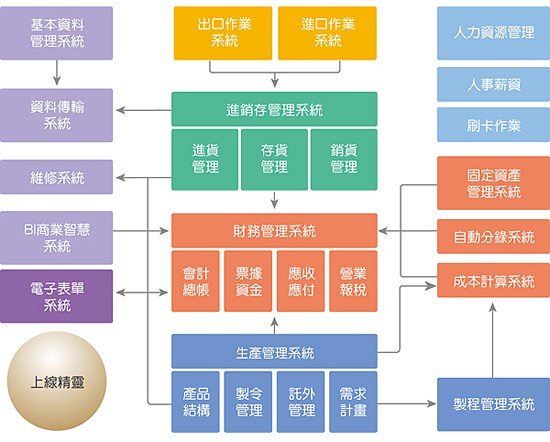 基本資料
管理系統
出口作業
系統
進口作業
系統
人力資源管理
人事薪資
刷卡作業
資料傳輸
系統
進銷存管理系統
進貨
管理
存貨
管理
銷貨
管理
維修系統
固定資產
管理系統
BI商業智慧
系統
財務管理系統
自動分錄系統
會計
總帳
票據
資金
應收
應付
營業
報稅
電子表單
系統
成本計算系統
生產管理系統
上線精靈
產品
結構
製令
管理
託外
管理
需求
計畫
製程管理系統